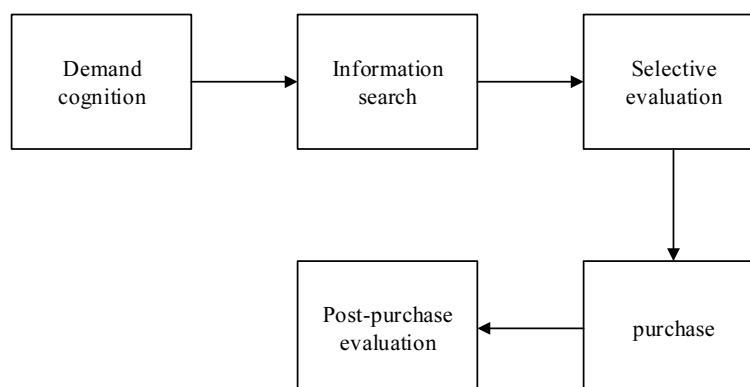 Demand
cognition
Information
search
Selective
evaluation
purchase
Post-purchase
evaluation